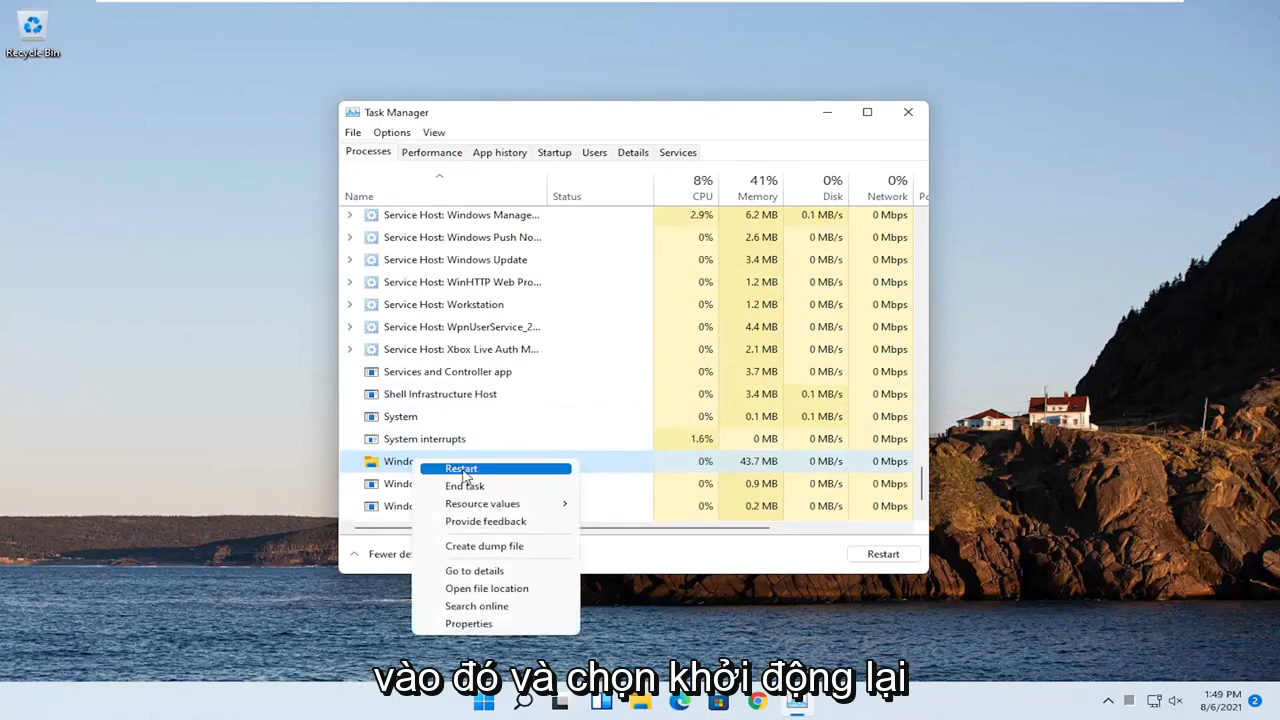 Recycle Bin
Task Manager
File Options View
Processes Performance App history Startup Users Details Services
8% 41% 0% 0%
Name Status CPU Memory Disk Network
Service Host: Windows Manage... 2.9% 6.2 MB 0.1 MB/s 0 Mbps
Service Host: Windows Push No... 0% 2.6 MB 0 MB/s 0 Mbps
Service Host: Windows Update 0% 3.4 MB 0 MB/s 0 Mbps
Service Host: WinHTTP Web Pro... 0% 1.2 MB 0 MB/s 0 Mbps
Service Host: Workstation 0% 1.2 MB 0 MB/s 0 Mbps
Service Host: WpnUserService_2... 0% 4.4 MB 0 MB/s 0 Mbps
Service Host: Xbox Live Auth M... 0% 2.1 MB 0 MB/s 0 Mbps
Services and Controller app 0% 3.7 MB 0 MB/s 0 Mbps
Shell Infrastructure Host 0% 3.4 MB 0.1 MB/s 0 Mbps
System 0% 0.1 MB 0.1 MB/s 0 Mbps
System interrupts 1.6% 0 MB 0 MB/s 0 Mbps
0% 43.7 MB 0 MB/s 0 Mbps
0% 0.9 MB 0 MB/s 0 Mbps
0% 0.2 MB 0 MB/s 0 Mbps
Restart
End task
Resource values
Provide feedback
Create dump file
Go to details
Open file location
Search online
Properties
Fewer
Restart
vào đó và chọn khởi động lại
1:49 PM
8/6/2021
2